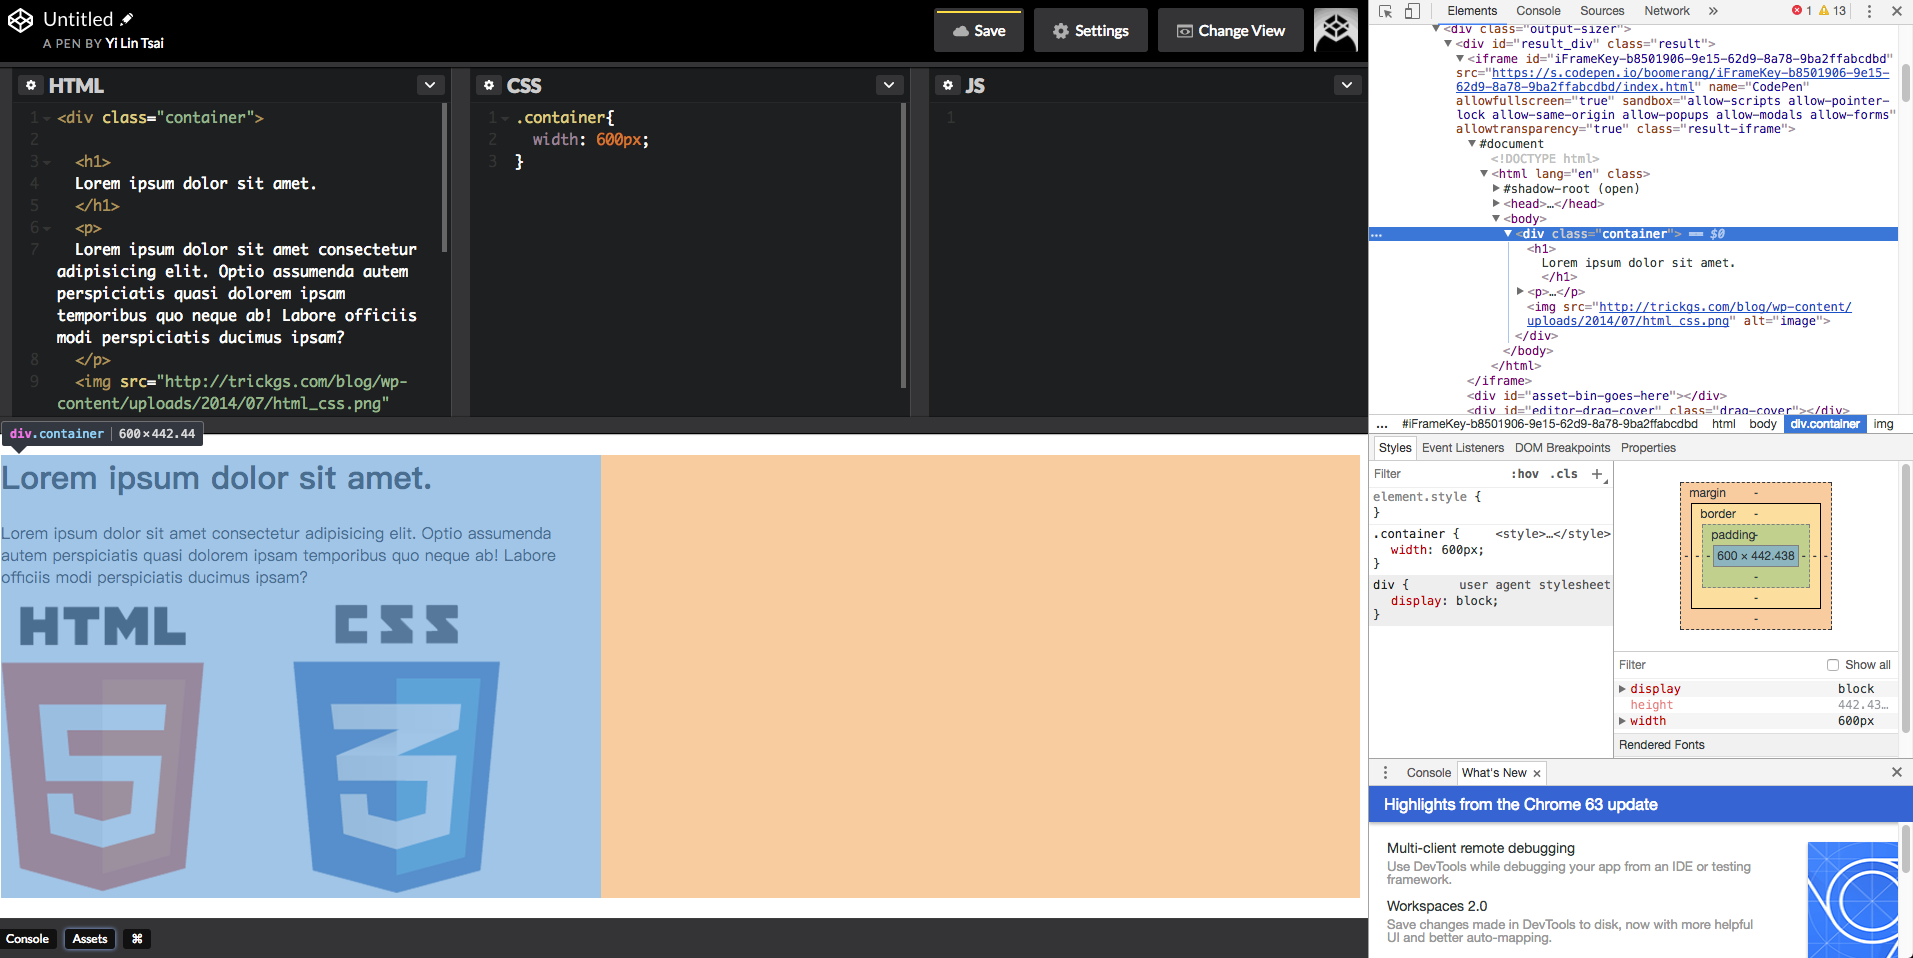 Untitled
A PEN BY Yi Lin Tsai
Save
Settings
Change View
HTML
1 <div class="container">
2
3 <h1>
4 Lorem ipsum dolor sit amet.
5 </h1>
6 <p>
7 Lorem ipsum dolor sit amet consectetur
adipisicing elit. Optio assumenda autem
perspiciatis quasi dolorem ipsam
temporibus quo neque ab! Labore officiis
modi perspiciatis ducimus ipsam?
8 </p>
9 <img src="http://trickgs.com/blog/wp-
content/uploads/2014/07/html_css.png"
CSS
1 .container{
2 width: 600px;
3 }
JS
1
div.container | 600×442.44
Lorem ipsum dolor sit amet.
Lorem ipsum dolor sit amet consectetur adipisicing elit. Optio assumenda
autem perspiciatis quasi dolorem ipsam temporibus quo neque ab! Labore
officiis modi perspiciatis ducimus ipsam?
HTML CSS
5 3
Console Assets ⌘
Elements Console Sources Network » 1 13
<div class="output-sizer">
<div id="result_div" class="result">
<iframe id="iFrameKey-b8501906-9e15-62d9-8a78-9ba2ffabcdbd"
src="https://s.codepen.io/boomerang/iFrameKey-b8501906-9e15-
62d9-8a78-9ba2ffabcdbd/index.html" name="CodePen"
allowfullscreen="true" sandbox="allow-scripts allow-pointer-
lock allow-same-origin allow-popups allow-modals allow-forms"
allowtransparency="true" class="result-iframe">
#document
<!DOCTYPE html>
<html lang="en" class>
#shadow-root (open)
<head>…</head>
<body>
… <div class="container"> == $0
<h1>
Lorem ipsum dolor sit amet.
</h1>
<p>…</p>
<img src="http://trickgs.com/blog/wp-content/
uploads/2014/07/html_css.png" alt="image">
</div>
</body>
</html>
</iframe>
<div id="asset-bin-goes-here"></div>
<div id="editor-drag-cover" class="drag-cover"></div>
… #iFrameKey-b8501906-9e15-62d9-8a78-9ba2ffabcdbd html body div.container img
Styles Event Listeners DOM Breakpoints Properties
Filter :hov .cls +
element.style {
}
.container { <style>…</style>
width: 600px;
}
div { user agent stylesheet
display: block;
}
margin -
border -
padding-
- - - 600 × 442.438 - - -
-
-
-
Filter Show all
display block
height 442.43…
width 600px
Rendered Fonts
Console What's New ×
Highlights from the Chrome 63 update
Multi-client remote debugging
Use DevTools while debugging your app from an IDE or testing
framework.
Workspaces 2.0
Save changes made in DevTools to disk, now with more helpful
UI and better auto-mapping.